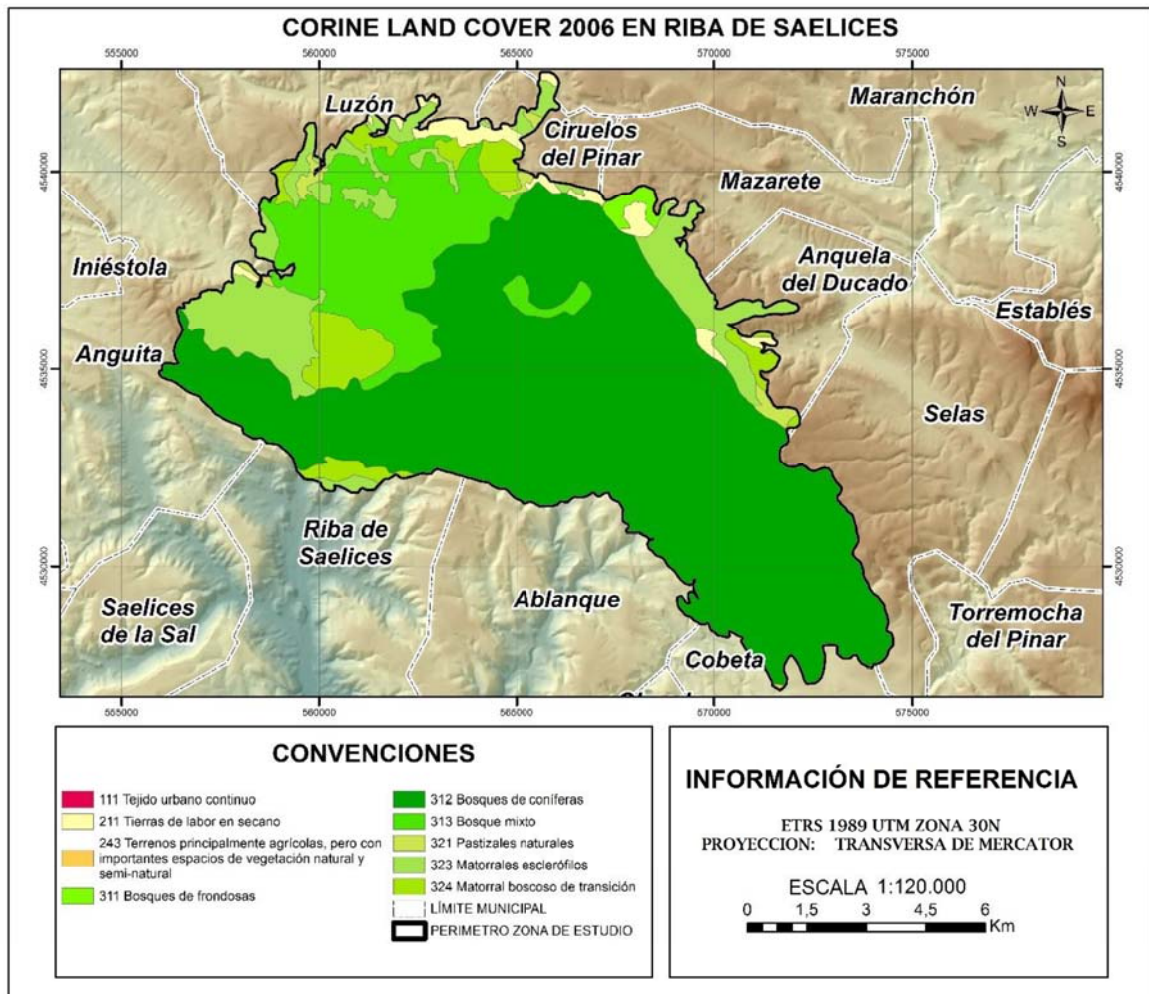 CORINE LAND COVER 2006 EN RIBA DE SAELICES
555000 560000 565000 570000 575000
Luzón
Maranchón
N
W E
S
Ciruelos
del Pinar
4540000 4540000
Mazarete
Iniéstola
Anquela
del Ducado
Establés
Anguita
4535000 4535000
Selas
Riba de
Saelices
4530000 4530000
Saelices
de la Sal
Ablanque
Torremocha
del Pinar
Cobeta
555000 560000 565000 570000 575000
CONVENCIONES
111 Tejido urbano continuo
211 Tierras de labor en secano
243 Terrenos principalmente agrícolas, pero con
importantes espacios de vegetación natural y
semi-natural
311 Bosques de frondosas
312 Bosques de coníferas
313 Bosque mixto
321 Pastizales naturales
323 Matorrales esclerófilos
324 Matorral boscoso de transición
LÍMITE MUNICIPAL
PERIMETRO ZONA DE ESTUDIO
INFORMACIÓN DE REFERENCIA
ETRS 1989 UTM ZONA 30N
PROYECCION: TRANSVERSA DE MERCATOR
ESCALA 1:120.000
0 1,5 3 4,5 6
Km